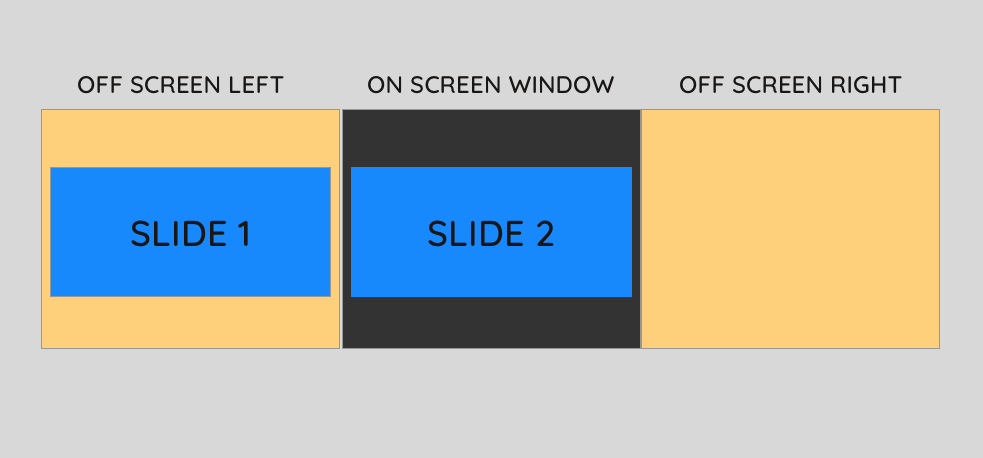 OFF SCREEN LEFT
ON SCREEN WINDOW
OFF SCREEN RIGHT
SLIDE 1
SLIDE 2